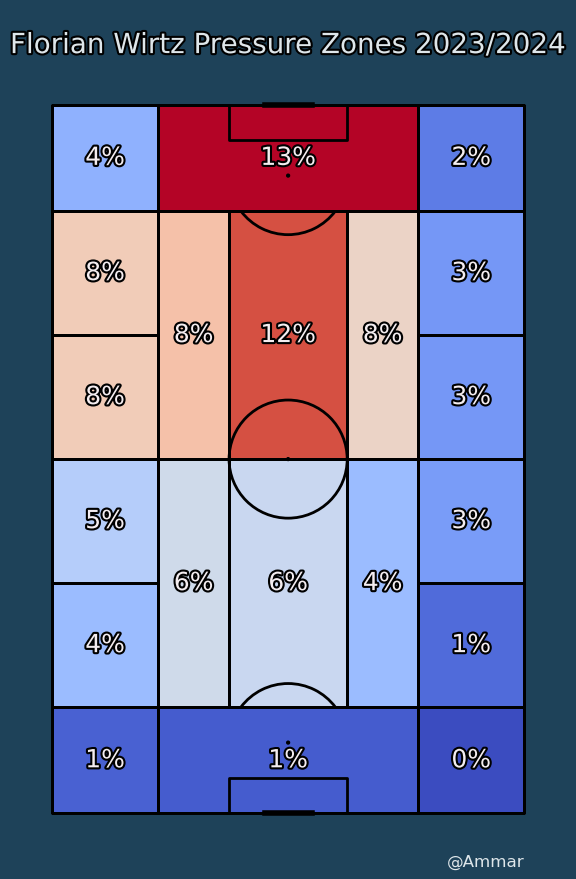 Florian Wirtz Pressure Zones 2023/2024
4% 13% 2%
8% 3%
8% 12% 8%
8% 3%
5% 3%
6% 6% 4%
4% 1%
1% 1% 0%
@Ammar